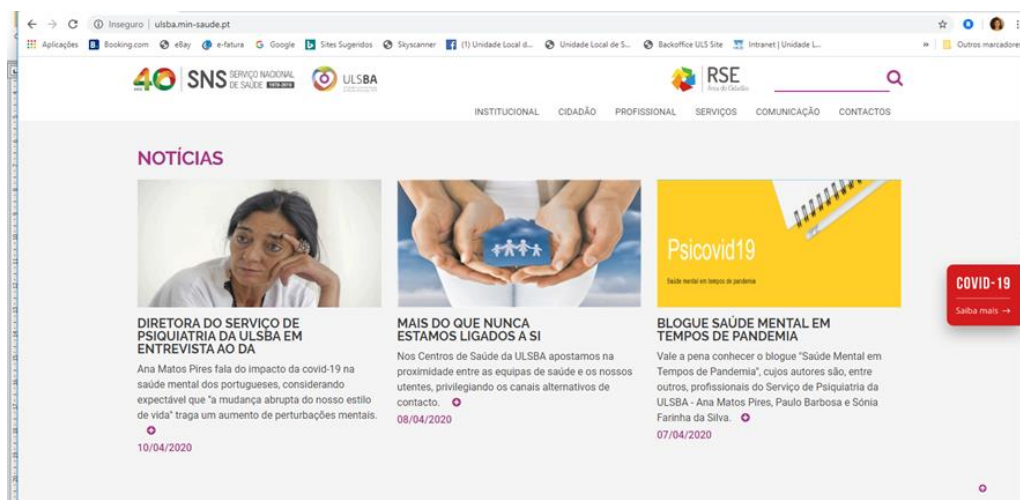 Inseguro | ulsba.min-saude.pt
Aplicações Booking.com eBay e-fatura Google Sites Sugeridos Skyscanner (1) Unidade Local d... Unidade Local de S... Backoffice ULS Site Intranet | Unidade L... » Outros marcadores
40 SNS SERVIÇO NACIONAL DE SAÚDE ULSBA RSE
Área do Cidadão
INSTITUCIONAL CIDADÃO PROFISSIONAL SERVIÇOS COMUNICAÇÃO CONTACTOS
NOTÍCIAS
Psicovid19
Saúde mental em tempos de pandemia
COVID-19
Saiba mais →
DIRETORA DO SERVIÇO DE
PSIQUIATRIA DA ULSBA EM
ENTREVISTA AO DA
Ana Matos Pires fala do impacto da covid-19 na
saúde mental dos portugueses, considerando
expectável que "a mudança abrupta do nosso estilo
de vida" traga um aumento de perturbações mentais.
10/04/2020
MAIS DO QUE NUNCA
ESTAMOS LIGADOS A SI
Nos Centros de Saúde da ULSBA apostamos na
proximidade entre as equipas de saúde e os nossos
utentes, privilegiando os canais alternativos de
contacto.
08/04/2020
BLOGUE SAÚDE MENTAL EM
TEMPOS DE PANDEMIA
Vale a pena conhecer o blogue "Saúde Mental em
Tempos de Pandemia", cujos autores são, entre
outros, profissionais do Serviço de Psiquiatria da
ULSBA - Ana Matos Pires, Paulo Barbosa e Sónia
Farinha da Silva.
07/04/2020